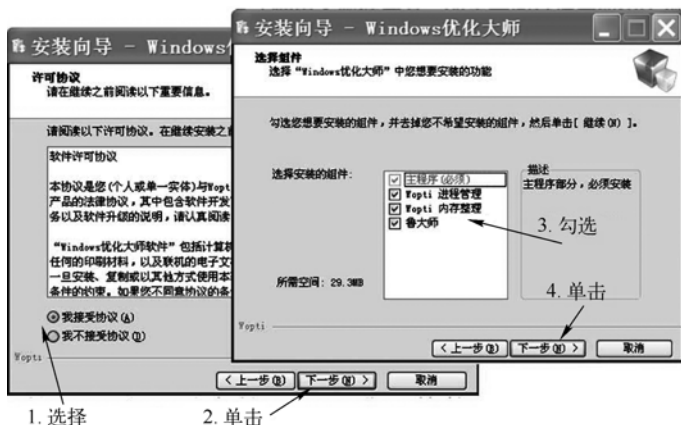 安装向导 - Windows优
许可协议
请在继续之前阅读以下重要信息。
请阅读以下许可协议。在继续安装之前
软件许可协议
本协议是您(个人或单一实体)与Wopt
产品的法律协议，其中包含软件开发
务以及软件升级的说明，请认真阅读
“Windows优化大师软件”包括计算机
任何的印刷材料，以及联机的电子文
一旦安装、复制或以其他方式使用本
条件的约束。如果您不同意协议的条
我接受协议(A)
我不接受协议(D)
Wopti
<上一步(B)
下一步(N) >
取消
1. 选择
2. 单击
安装向导 - Windows优化大师
选择组件
选择“Windows优化大师”中您想要安装的功能
勾选您想要安装的组件，并去掉您不希望安装的组件，然后单击[ 继续(N) ]。
选择安装的组件:
主程序(必须)
Wopti 进程管理
Wopti 内存整理
鲁大师
描述
主程序部分，必须安装
3. 勾选
所需空间: 29.3MB
4. 单击
Wopti
<上一步(B)
下一步(N) >
取消